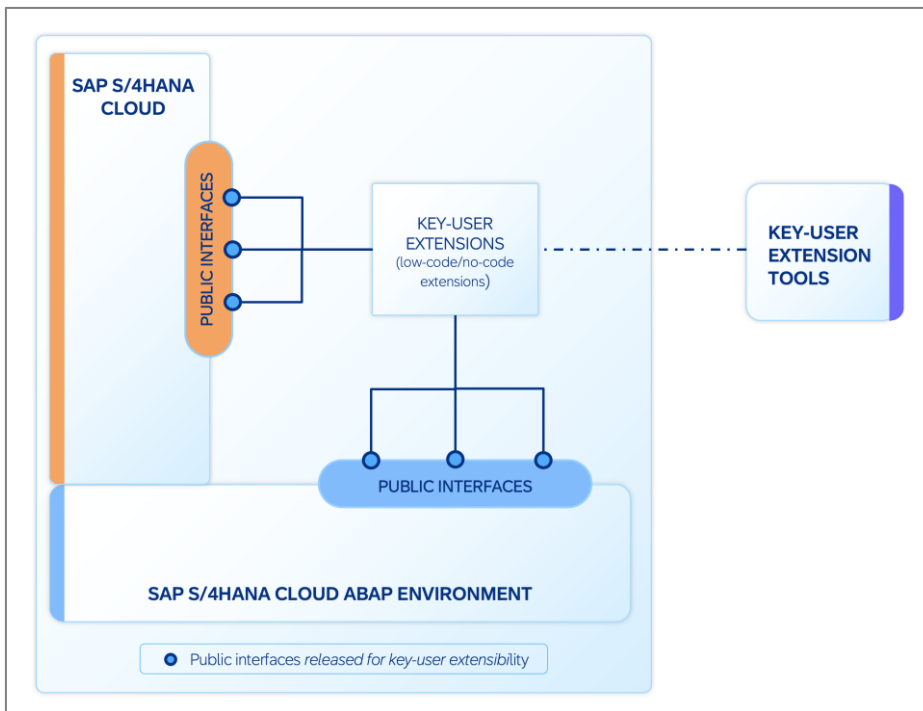 SAP S/4HANA
CLOUD
PUBLIC INTERFACES
KEY-USER
EXTENSIONS
(low-code/no-code
extensions)
KEY-USER
EXTENSION
TOOLS
PUBLIC INTERFACES
SAP S/4HANA CLOUD ABAP ENVIRONMENT
Public interfaces released for key-user extensibility